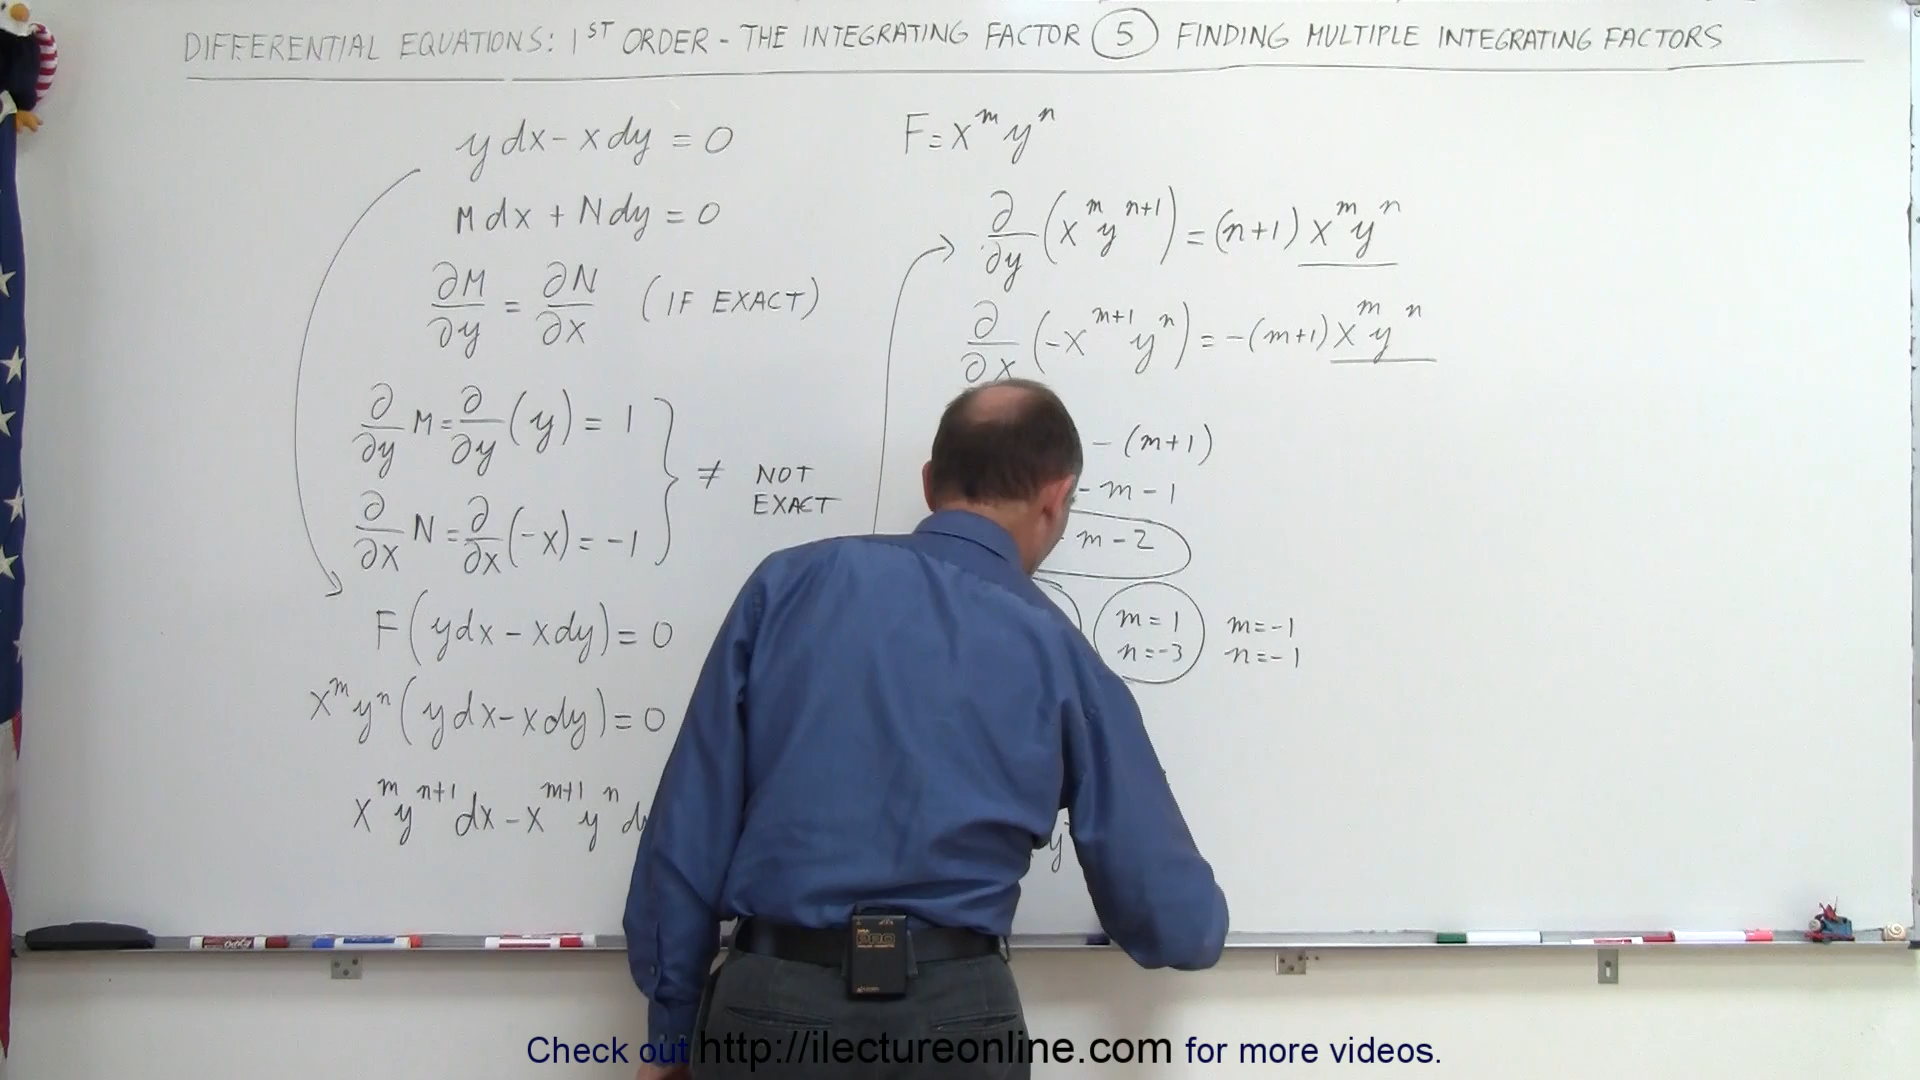 DIFFERENTIAL EQUATIONS: 1ST ORDER - THE INTEGRATING FACTOR (5) FINDING MULTIPLE INTEGRATING FACTORS
y dx - x dy = 0
M dx + N dy = 0
∂M/∂y = ∂N/∂x (IF EXACT)
∂/∂y M = ∂/∂y (y) = 1
∂/∂x N = ∂/∂x (-x) = -1
≠ NOT
EXACT
F(y dx - x dy) = 0
x^m y^n (y dx - x dy) = 0
x^m y^(n+1) dx - x^(m+1) y^n
F = x^m y^n
∂/∂y (x^m y^(n+1)) = (n+1) x^m y^n
∂/∂x (-x^(m+1) y^n) = -(m+1) x^m y^n
- (m+1)
- m - 1
m - 2
m = 1 m = -1
n = -3 n = -1
y
Check out http://ilectureonline.com for more videos.